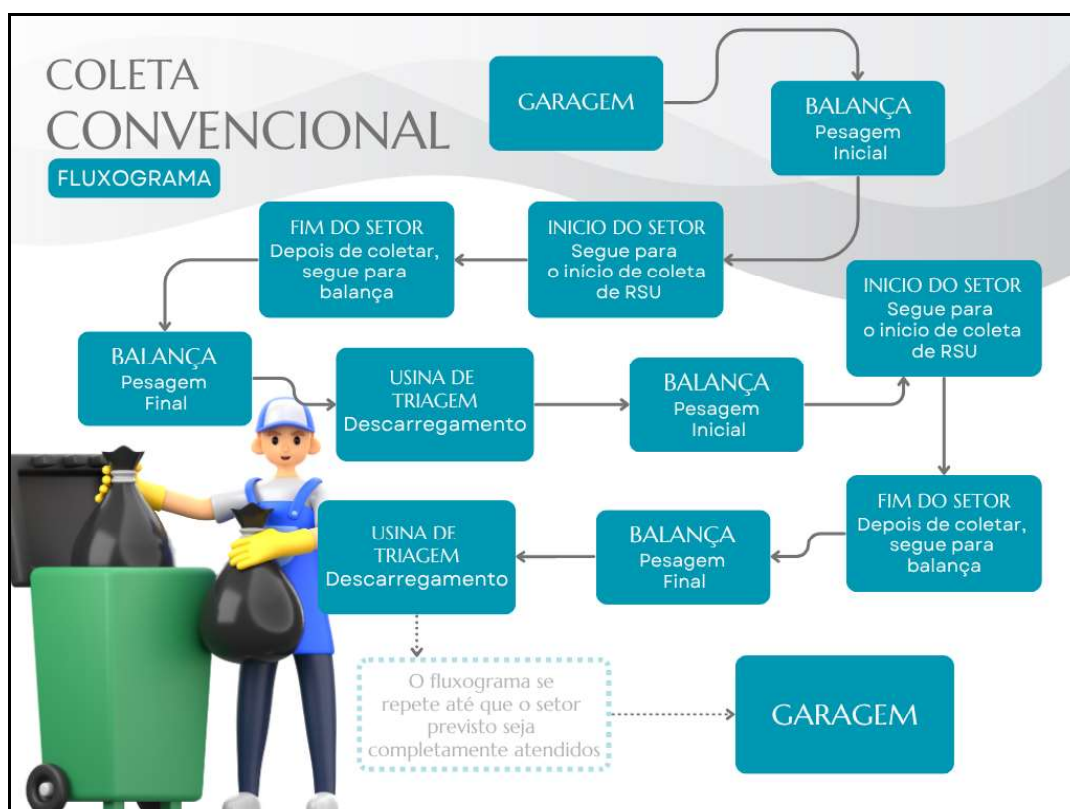 COLETA
CONVENCIONAL
FLUXOGRAMA
GARAGEM
BALANÇA
Pesagem
Inicial
INICIO DO SETOR
Segue para
o início de coleta
de RSU
FIM DO SETOR
Depois de coletar,
segue para
balança
BALANÇA
Pesagem
Final
USINA DE
TRIAGEM
Descarregamento
BALANÇA
Pesagem
Inicial
INICIO DO SETOR
Segue para
o inicio de coleta
de RSU
FIM DO SETOR
Depois de coletar,
segue para
balança
BALANÇA
Pesagem
Final
USINA DE
TRIAGEM
Descarregamento
O fluxograma se
repete até que o setor
previsto seja
completamente atendidos
GARAGEM